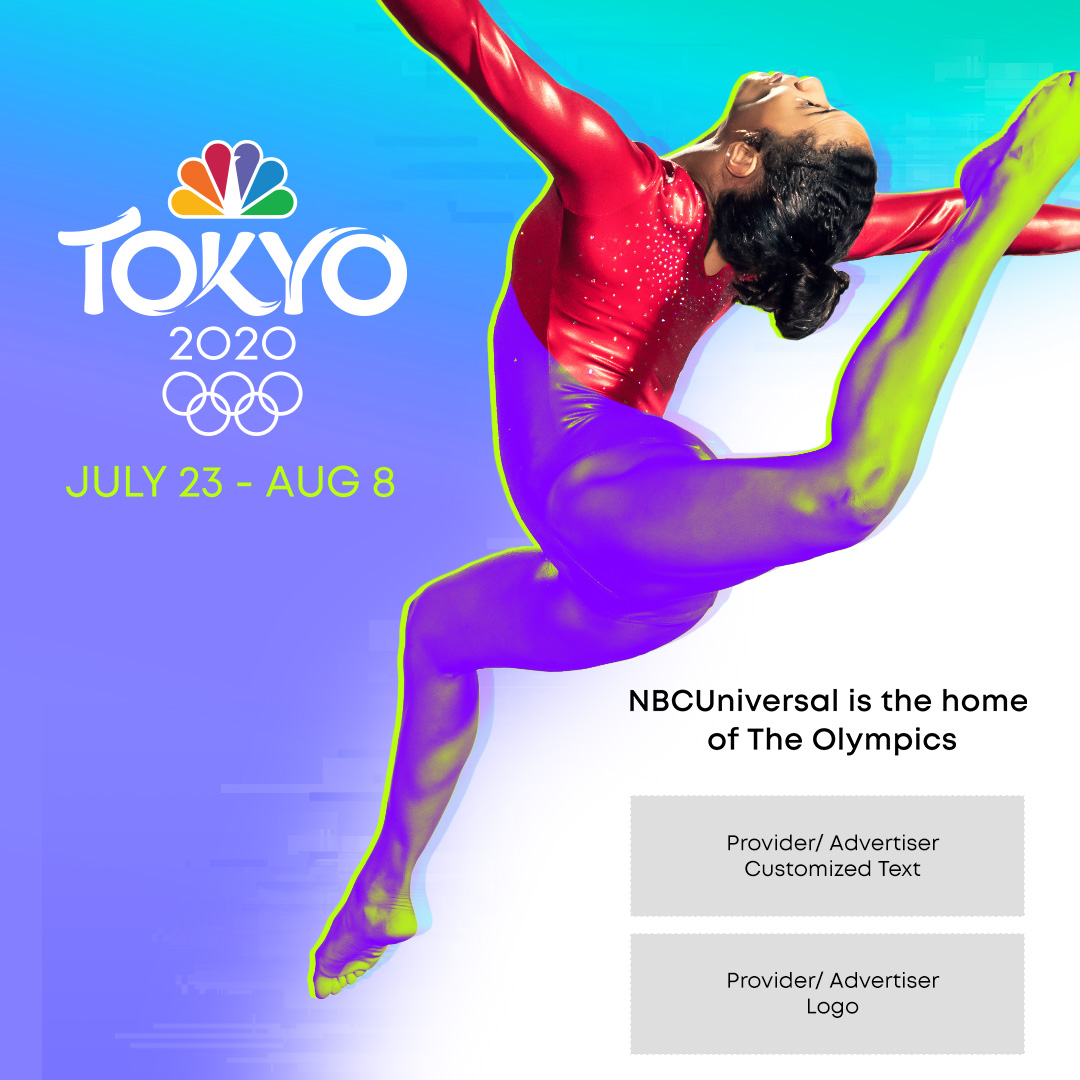 TOKYO
2020
JULY 23 - AUG 8
NBCUniversal is the home
of The Olympics
Provider/ Advertiser
Customized Text
Provider/ Advertiser
Logo